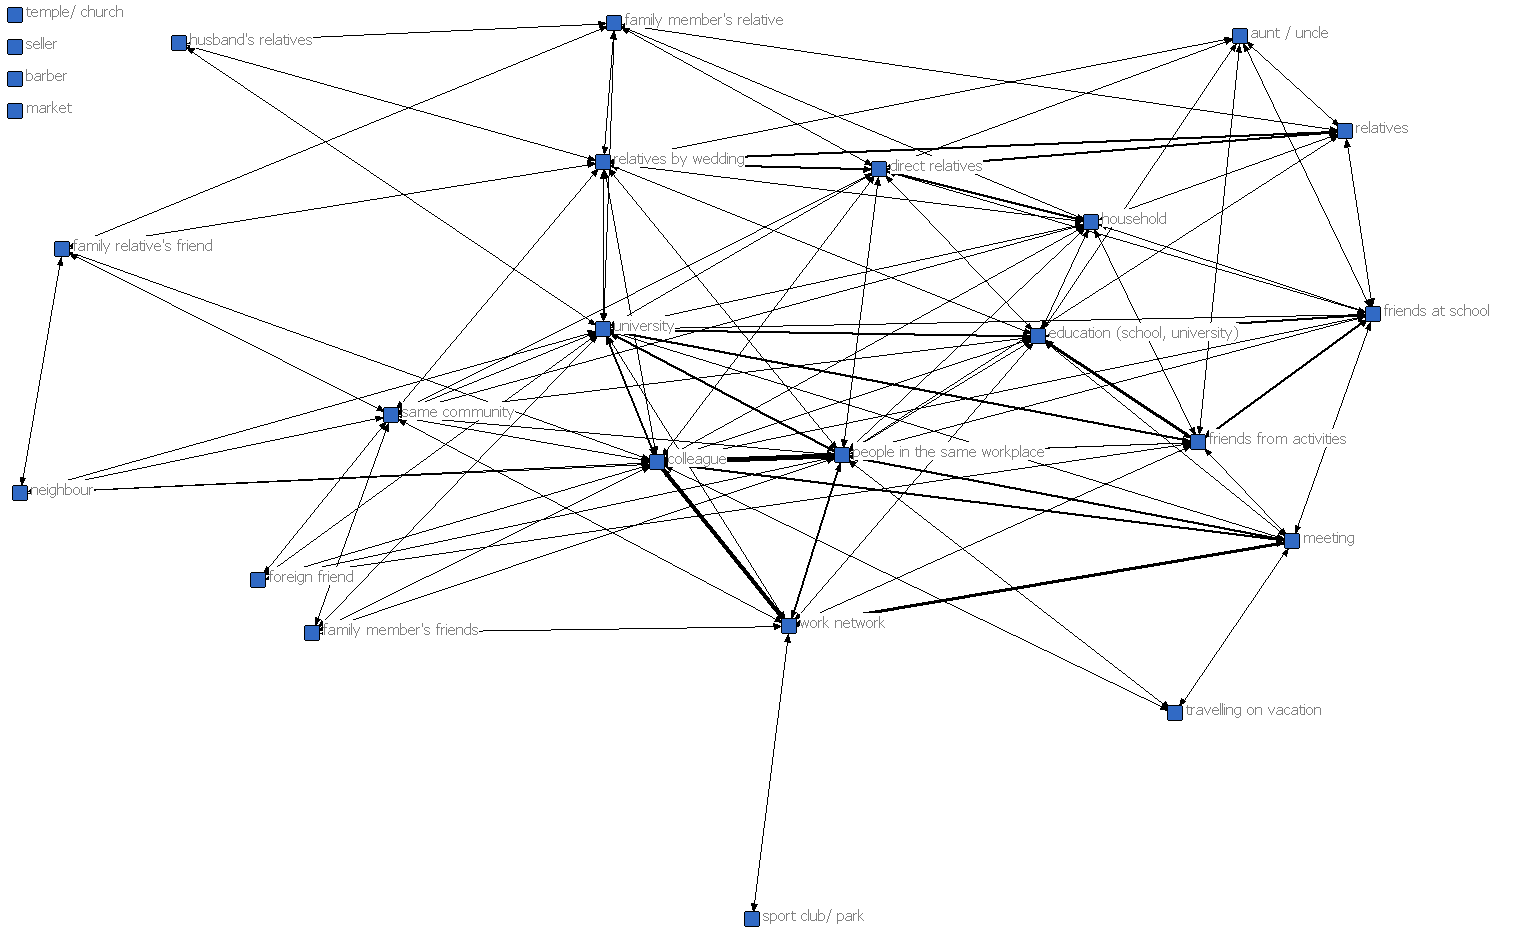 temple/ church
family member's relative
aunt / uncle
husband's relatives
seller
barber
market
relatives
relatives by wedding
direct relatives
household
family relative's friend
friends at school
university
education (school, university)
same community
friends from activities
people in the same workplace
colleague
neighbour
meeting
foreign friend
work network
family member's friends
travelling on vacation
sport club/ park